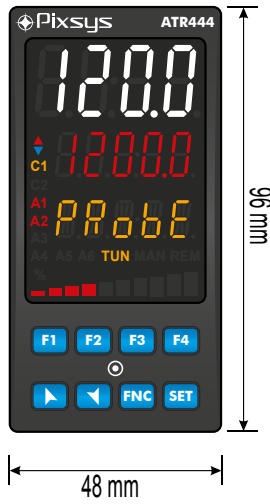 Pixsys ATR444
120.0
C1 1200.0
C2
A1
A2 PRobE
A3
A4 A5 A6 TUN MAN REM
%
F1 F2 F3 F4
FNC SET
96 mm
48 mm